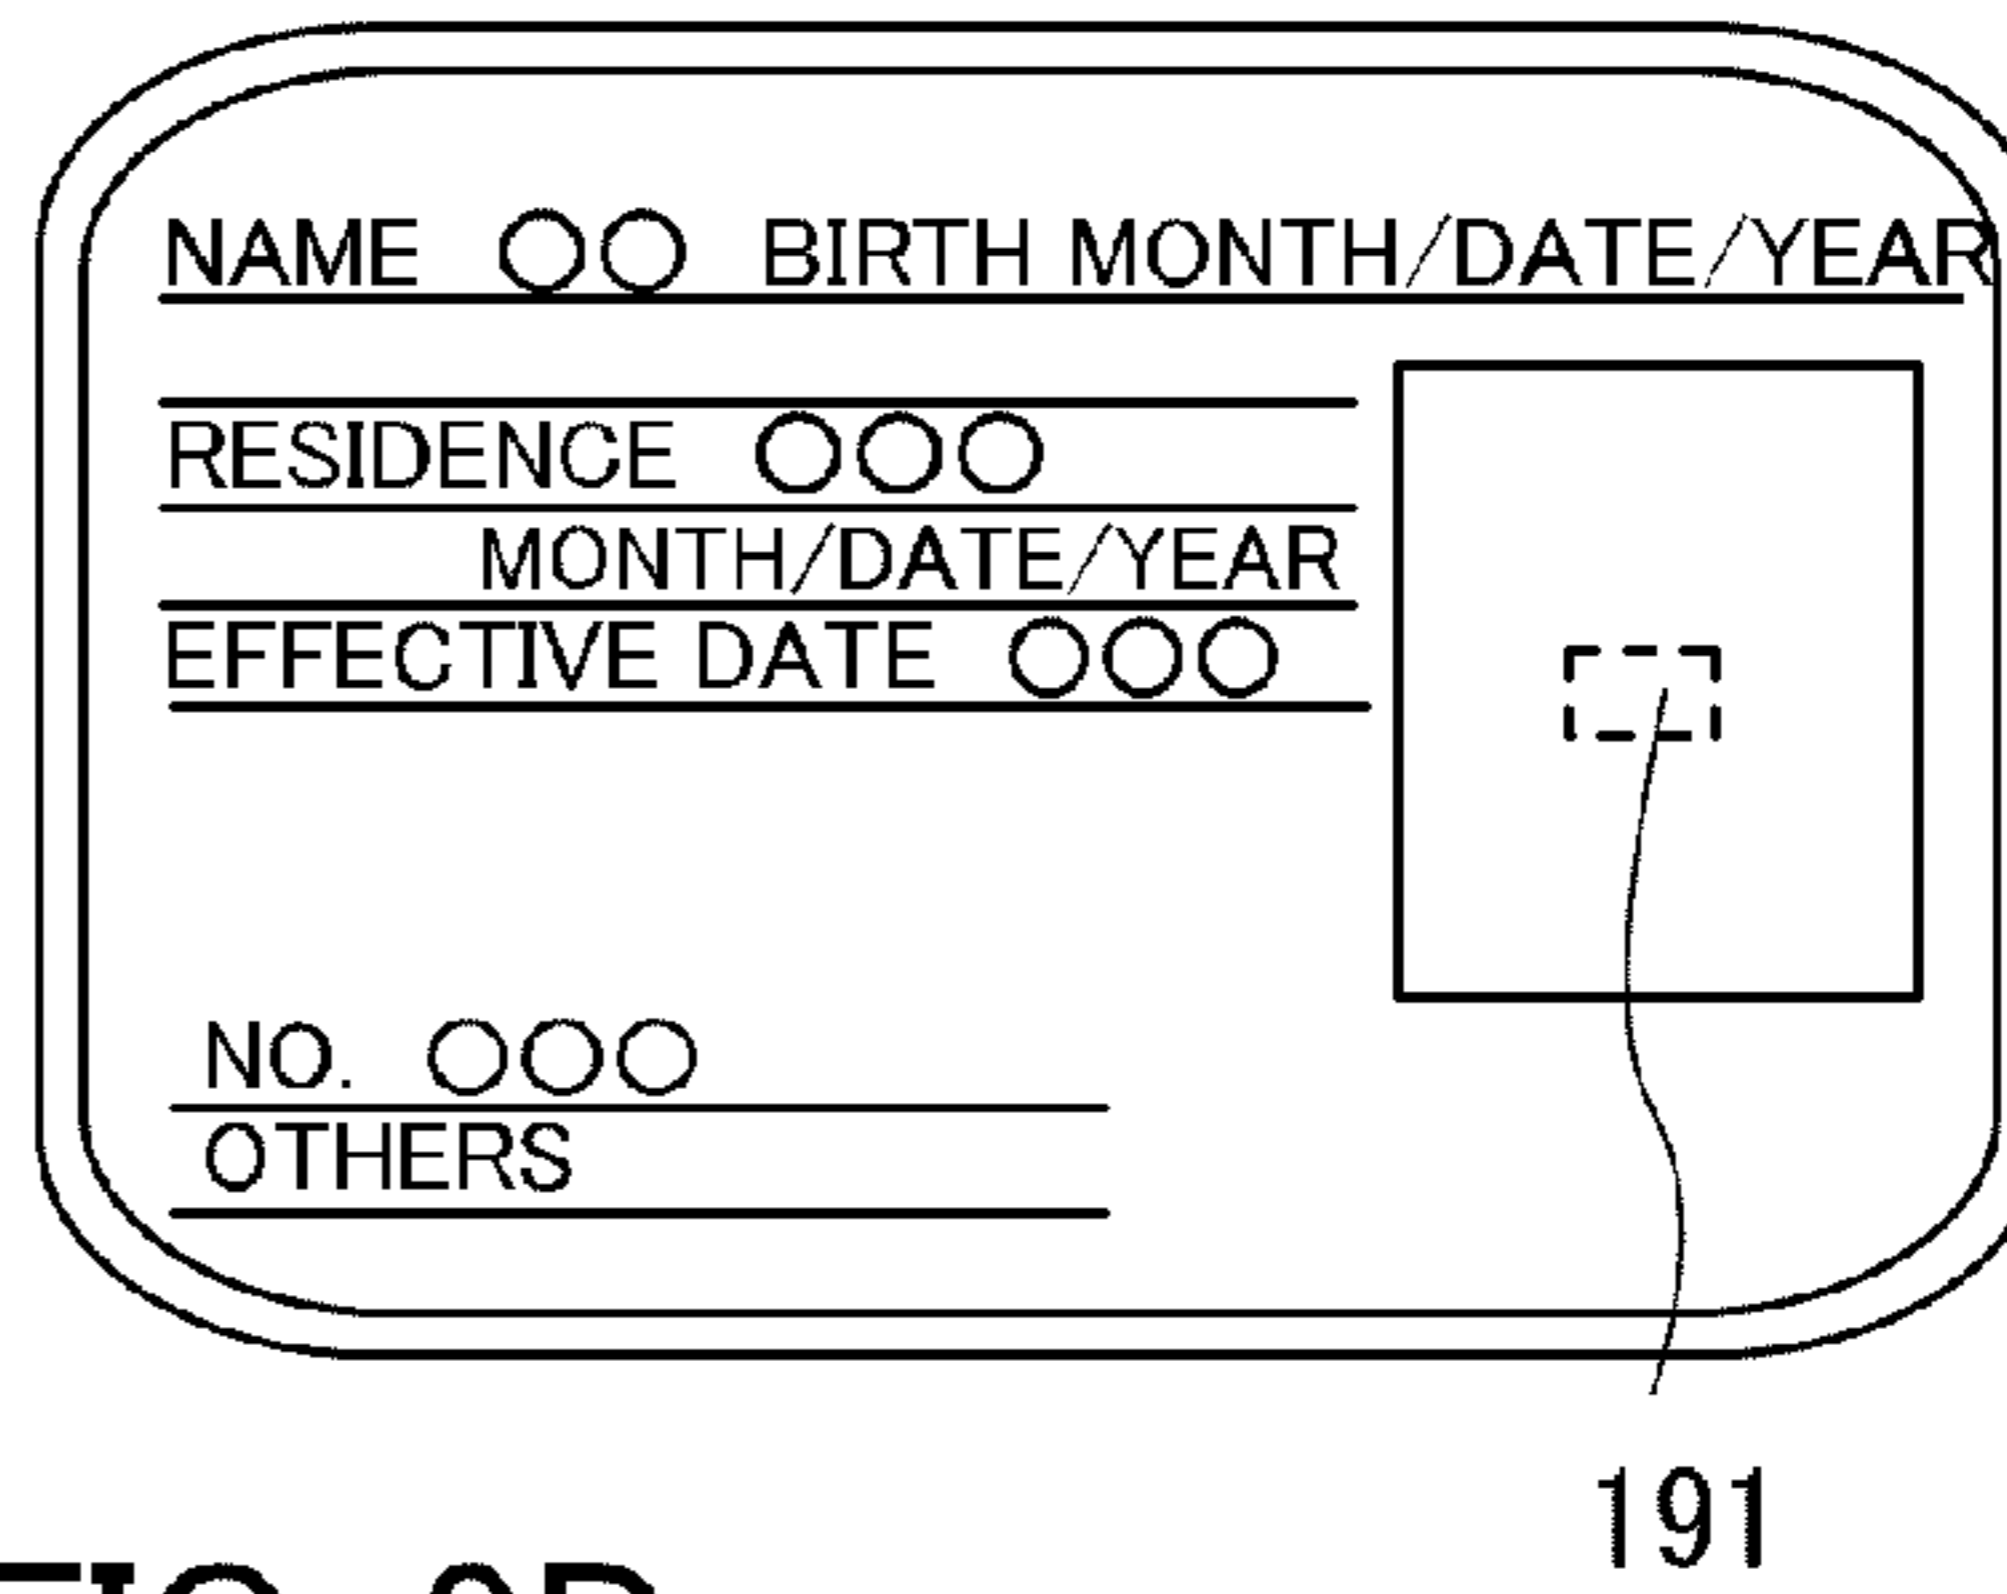 NAME ○○ BIRTH MONTH/DATE/YEAR
RESIDENCE ○○○
MONTH/DATE/YEAR
EFFECTIVE DATE ○○○
NO. ○○○
OTHERS
191